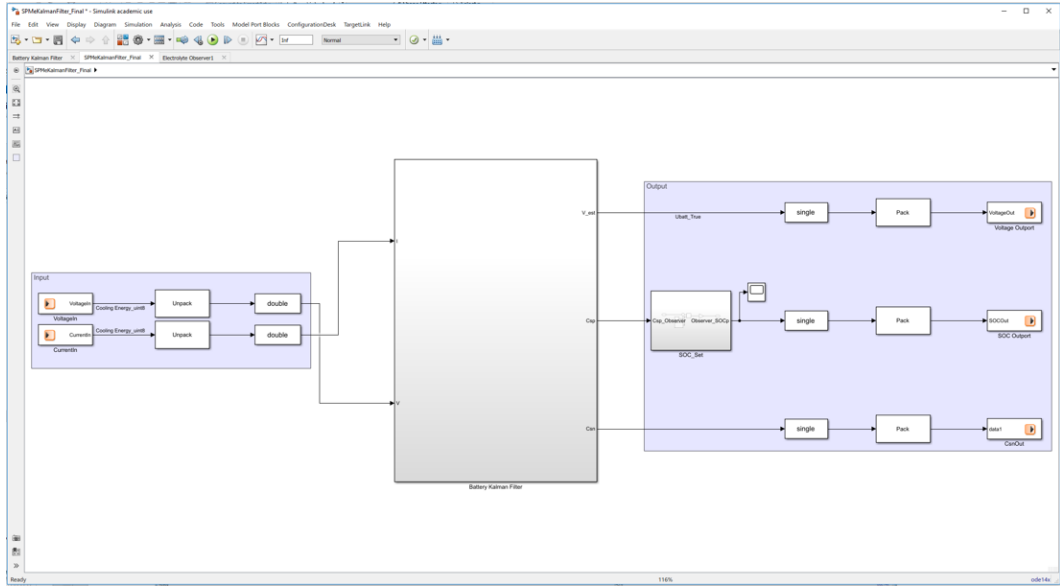 SPMeKalmanFilter_Final * - Simulink academic use
File Edit View Display Diagram Simulation Analysis Code Tools Model Port Blocks ConfigurationDesk TargetLink Help
Inf Normal
Battery Kalman Filter SPMeKalmanFilter_Final Electrolyte Observer1
SPMeKalmanFilter_Final
Input
VoltageIn Cooling Energy_uint8 Unpack double
VoltageIn
CurrentIn Cooling Energy_uint8 Unpack double
CurrentIn
I
V
V_est
Csp
Csn
Battery Kalman Filter
Output
Ubatt_True single Pack VoltageOut
Voltage Outport
Csp_Observer Observer_SOCp single Pack SOCOut
SOC_Set SOC Outport
single Pack data1
CsnOut
Ready 116% ode14x